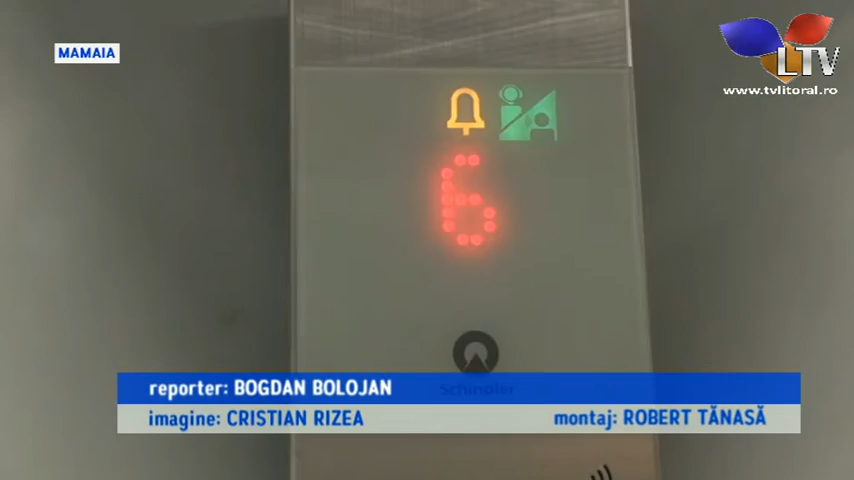 MAMAIA
LTV
www.tvlitoral.ro
6
Schindler
reporter: BOGDAN BOLOJAN
imagine: CRISTIAN RIZEA
montaj: ROBERT TĂNASĂ